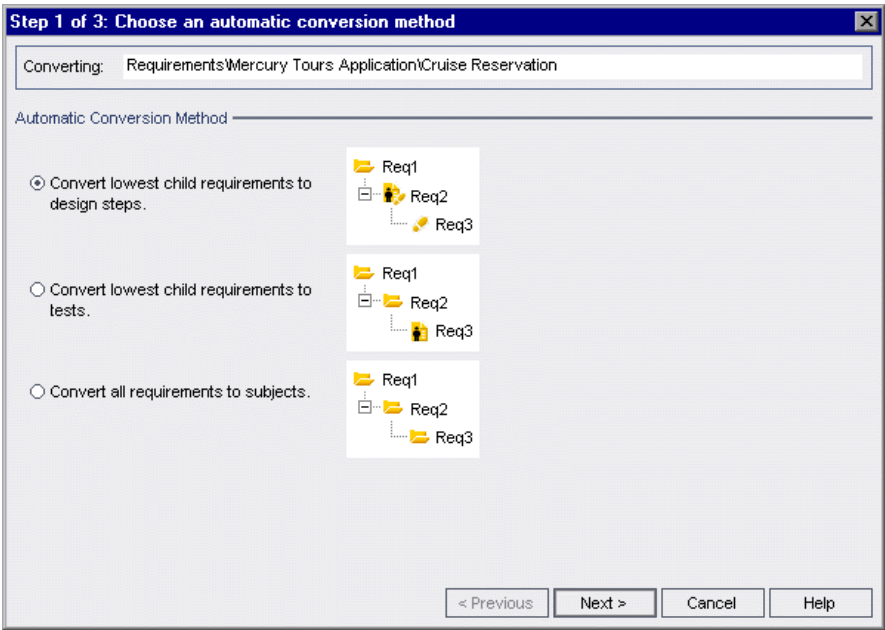 Step 1 of 3: Choose an automatic conversion method
Converting: Requirements\Mercury Tours Application\Cruise Reservation
Automatic Conversion Method
Convert lowest child requirements to
design steps.
Req1
Req2
Req3
Convert lowest child requirements to
tests.
Req1
Req2
Req3
Convert all requirements to subjects.
Req1
Req2
Req3
< Previous Next > Cancel Help